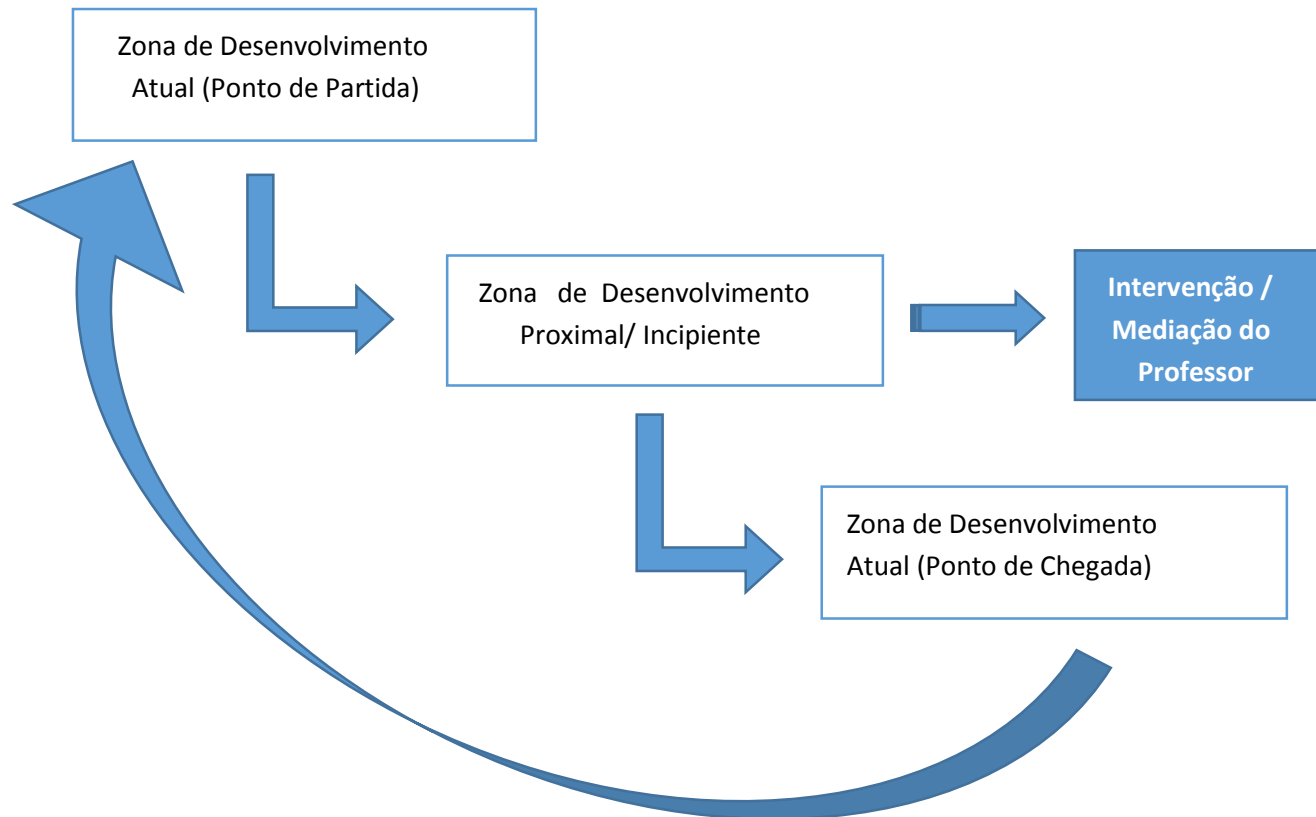 Zona de Desenvolvimento
Atual (Ponto de Partida)
Zona de Desenvolvimento
Proximal/ Incipiente
Intervenção /
Mediação do
Professor
Zona de Desenvolvimento
Atual (Ponto de Chegada)